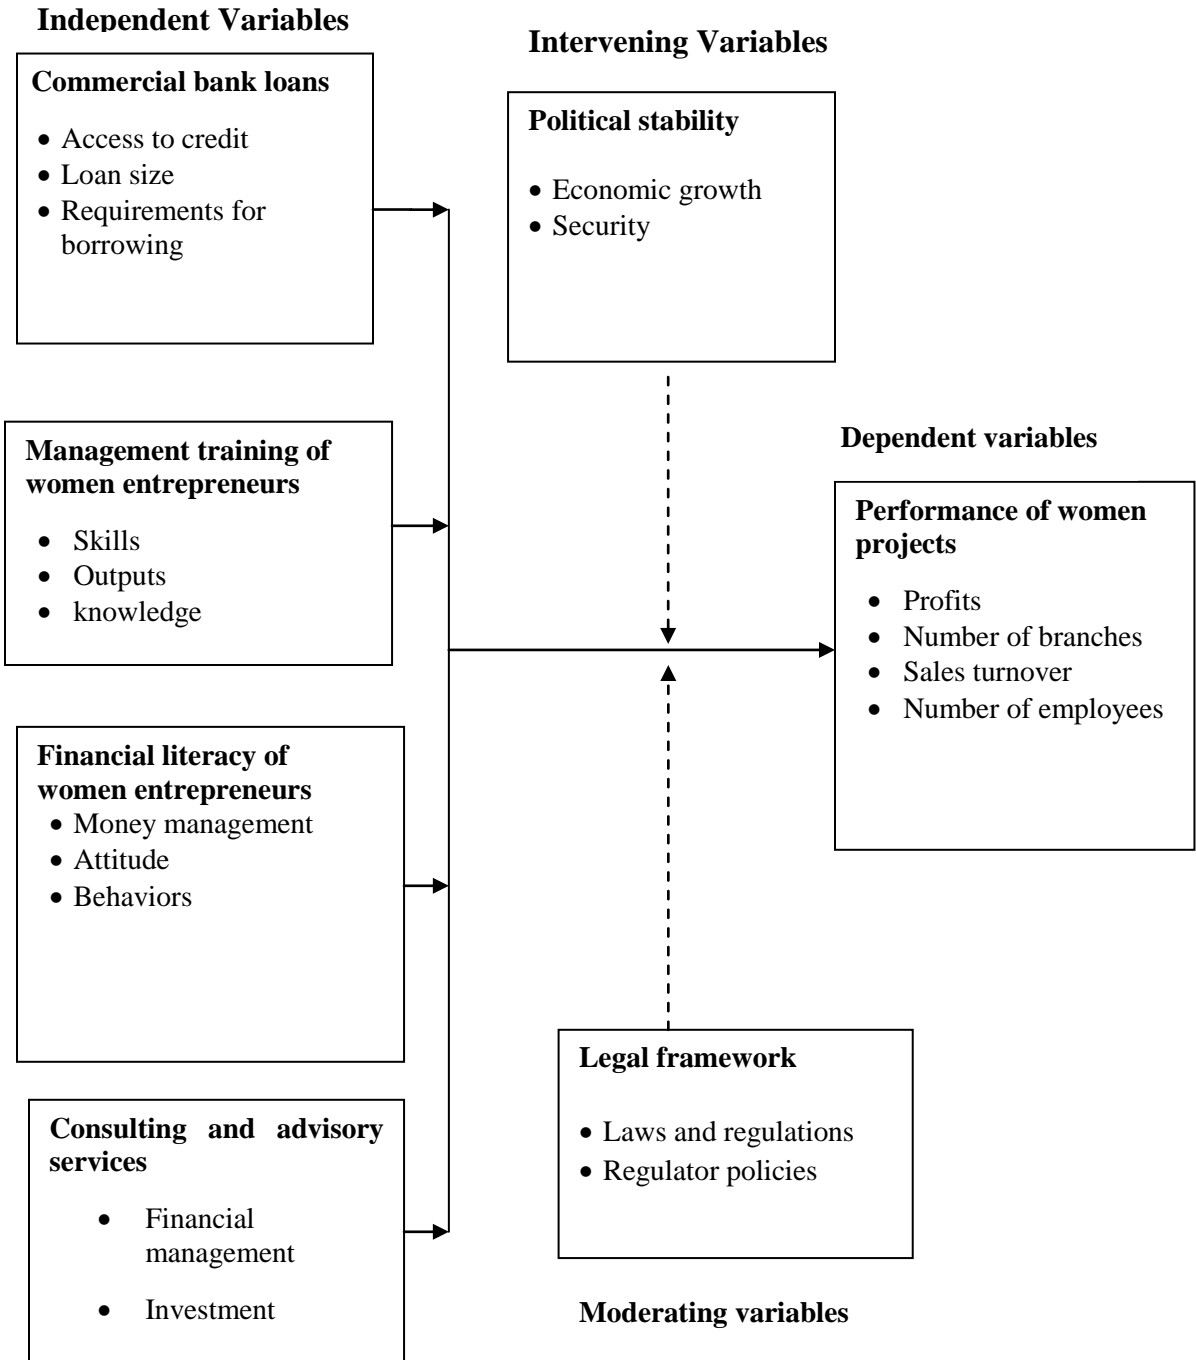 Independent Variables
Commercial bank loans
• Access to credit
• Loan size
• Requirements for
borrowing
Management training of
women entrepreneurs
• Skills
• Outputs
• knowledge
Financial literacy of
women entrepreneurs
• Money management
• Attitude
• Behaviors
Consulting and advisory
services
• Financial
management
• Investment
Intervening Variables
Political stability
• Economic growth
• Security
Legal framework
• Laws and regulations
• Regulator policies
Moderating variables
Dependent variables
Performance of women
projects
• Profits
• Number of branches
• Sales turnover
• Number of employees